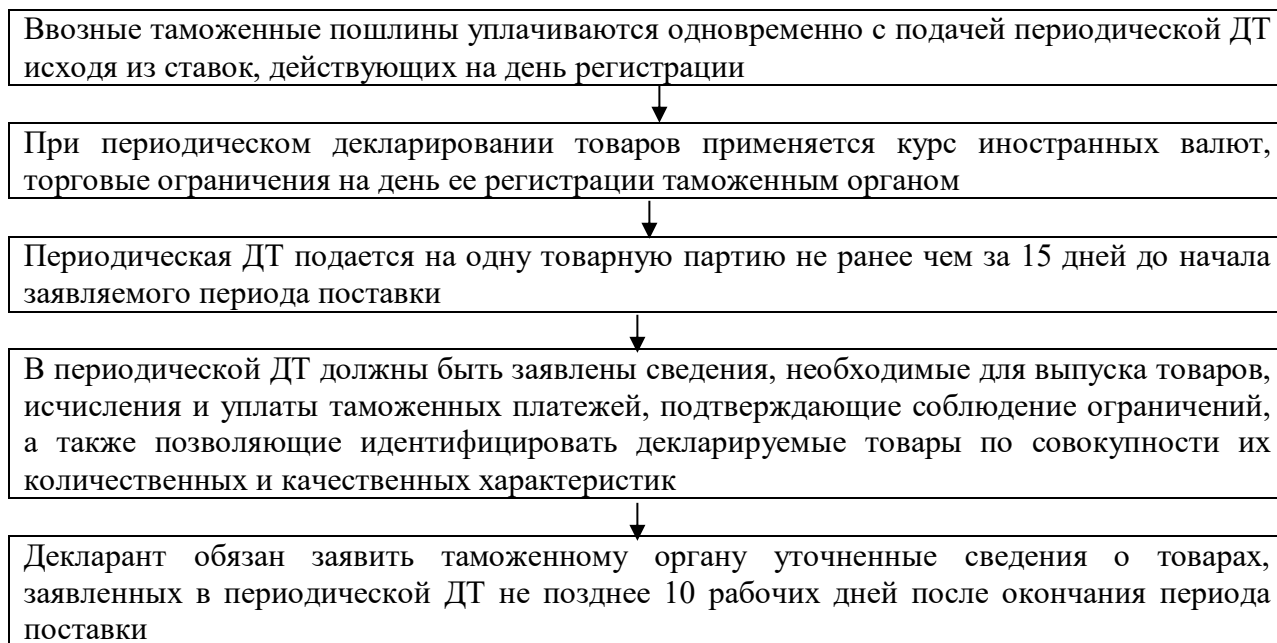 Ввозные таможенные пошлины уплачиваются одновременно с подачей периодической ДТ
исходя из ставок, действующих на день регистрации
При периодическом декларировании товаров применяется курс иностранных валют,
торговые ограничения на день ее регистрации таможенным органом
Периодическая ДТ подается на одну товарную партию не ранее чем за 15 дней до начала
заявляемого периода поставки
В периодической ДТ должны быть заявлены сведения, необходимые для выпуска товаров,
исчисления и уплаты таможенных платежей, подтверждающие соблюдение ограничений,
а также позволяющие идентифицировать декларируемые товары по совокупности их
количественных и качественных характеристик
Декларант обязан заявить таможенному органу уточненные сведения о товарах,
заявленных в периодической ДТ не позднее 10 рабочих дней после окончания периода
поставки